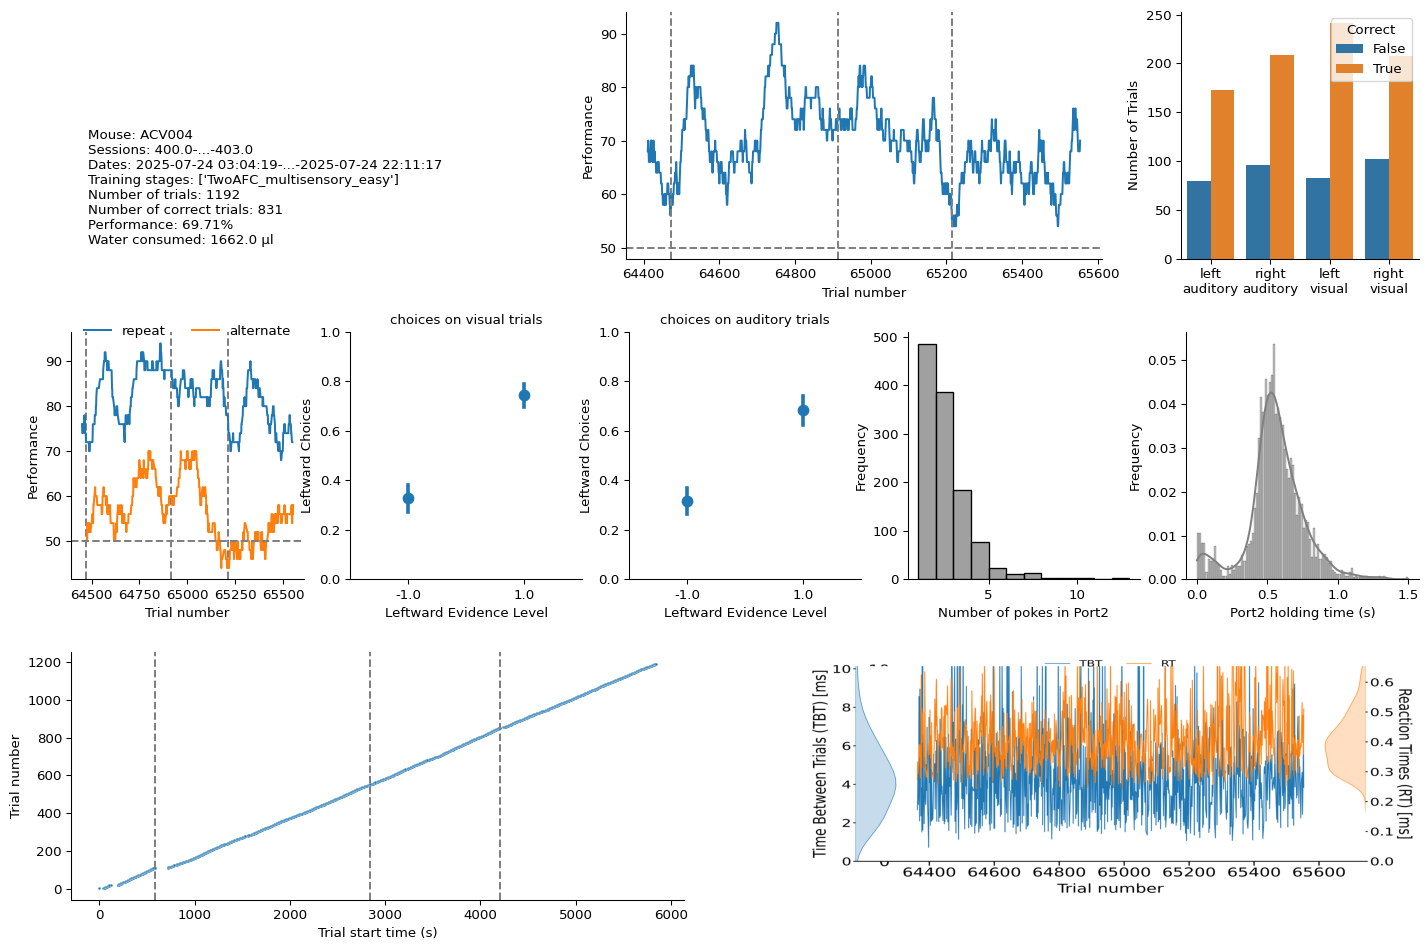 Mouse: ACV004
Sessions: 400.0-...-403.0
Dates: 2025-07-24 03:04:19-...-2025-07-24 22:11:17
Training stages: ['TwoAFC_multisensory_easy']
Number of trials: 1192
Number of correct trials: 831
Performance: 69.71%
Water consumed: 1662.0 µl
Performance
90
80
70
60
50
64400 64600 64800 65000 65200 65400 65600
Trial number
Number of Trials
250
200
150
100
50
0
Correct
False
True
left auditory
right auditory
left visual
right visual
repeat alternate
Performance
90
80
70
60
50
64500 64750 65000 65250 65500
Trial number
choices on visual trials
Leftward Choices
1.0
0.8
0.6
0.4
0.2
0.0
-1.0 1.0
Leftward Evidence Level
choices on auditory trials
Leftward Choices
1.0
0.8
0.6
0.4
0.2
0.0
-1.0 1.0
Leftward Evidence Level
Frequency
500
400
300
200
100
0
5 10
Number of pokes in Port2
Frequency
0.05
0.04
0.03
0.02
0.01
0.00
0.0 0.5 1.0 1.5
Port2 holding time (s)
Trial number
1200
1000
800
600
400
200
0
0 1000 2000 3000 4000 5000 6000
Trial start time (s)
TBT RT
Time Between Trials (TBT) [ms]
10
8
6
4
2
0
0
64400 64600 64800 65000 65200 65400 65600
Trial number
0.6
0.5
0.4
0.3
0.2
0.1
0.0
Reaction Times (RT) [ms]